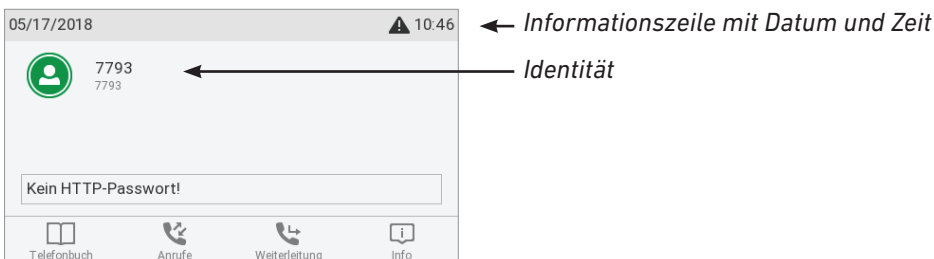 05/17/2018 10:46
Informationszeile mit Datum und Zeit
7793
Identität
7793
Kein HTTP-Passwort!
Telefonbuch Anrufe Weiterleitung Info